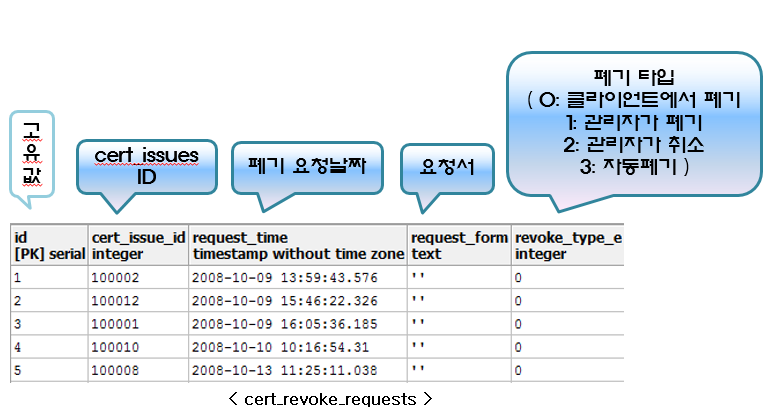 폐기 타입
( 0: 클라이언트에서 폐기
1: 관리자가 폐기
2: 관리자가 취소
3: 자동폐기 )
고
유
값
cert_issues
ID
폐기 요청날짜
요청서
id cert_issue_id request_time request_form revoke_type_e
[PK] serial integer timestamp without time zone text integer
1 100002 2008-10-09 13:59:43.576 '' 0
2 100012 2008-10-09 15:46:22.326 '' 0
3 100001 2008-10-09 16:05:36.185 '' 0
4 100010 2008-10-10 10:16:54.31 '' 0
5 100008 2008-10-13 11:25:11.038 '' 0
< cert_revoke_requests >